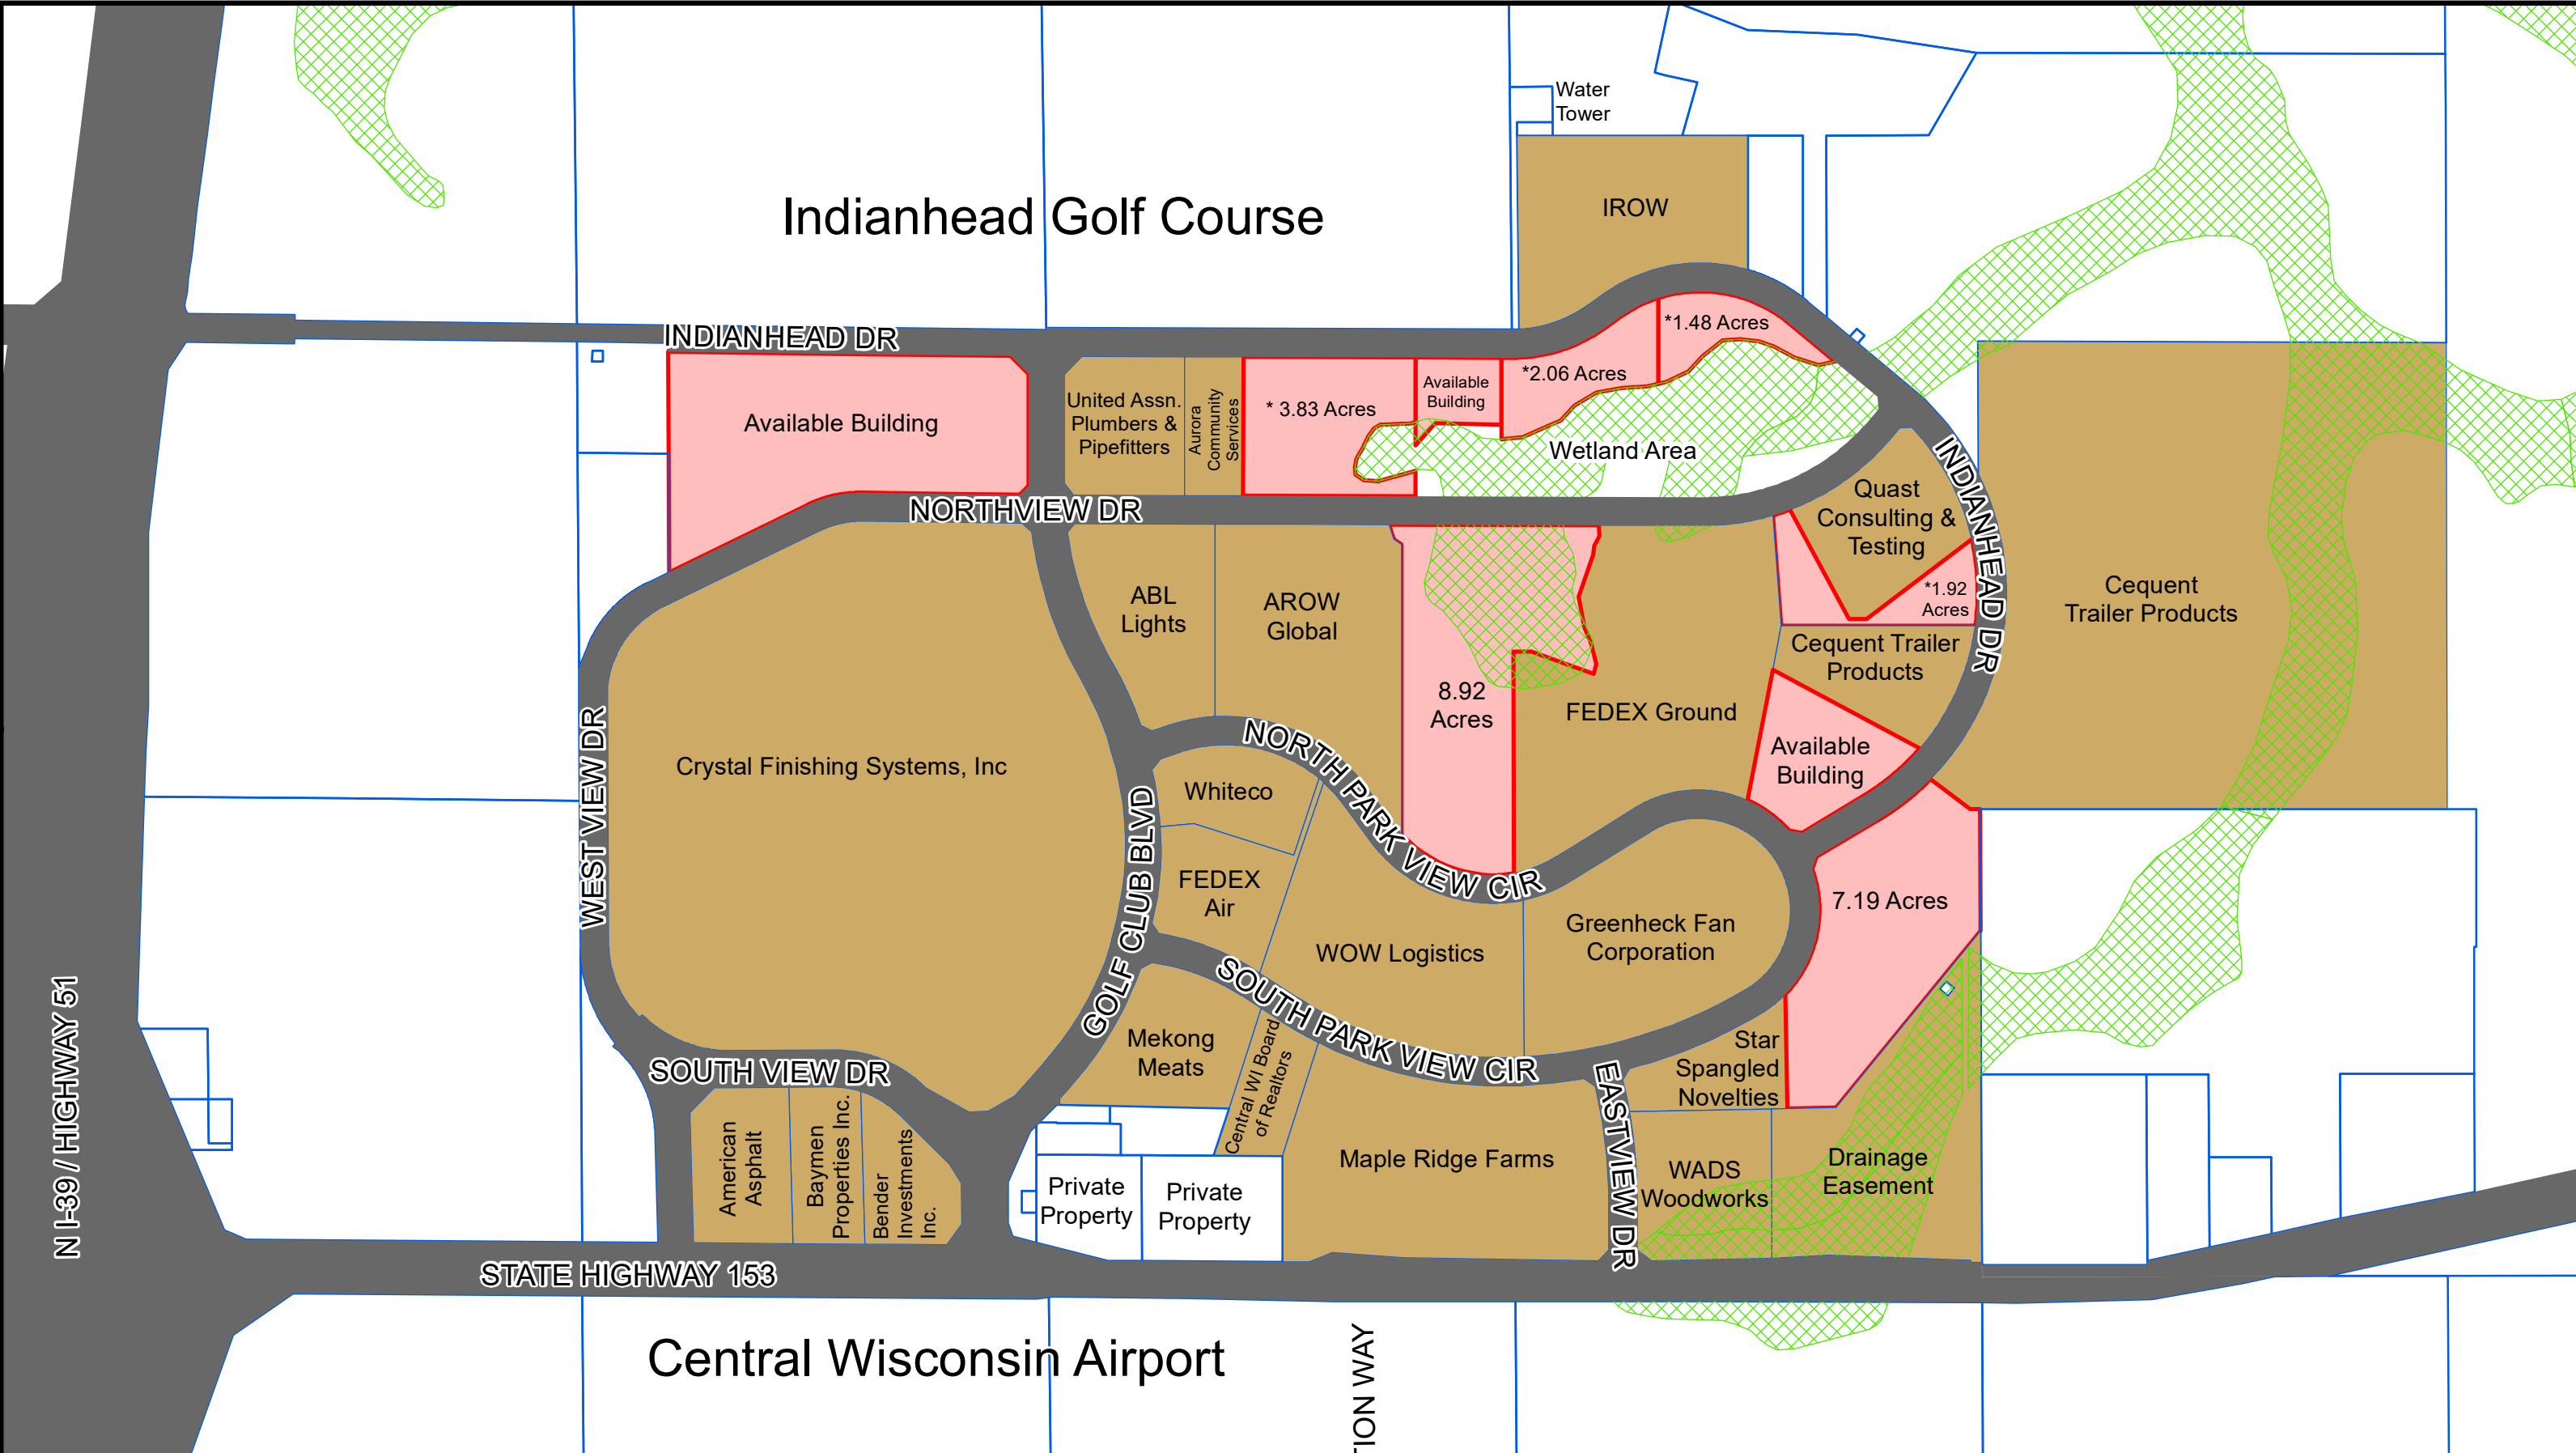 Water
Tower
IROW
Indianhead Golf Course
INDIANHEAD DR
*1.48 Acres
*2.06 Acres
Available
Building
* 3.83 Acres
United Assn.
Plumbers &
Pipefitters
Aurora
Community
Services
Available Building
Wetland Area
INDIANHEAD DR
NORTHVIEW DR
Quast
Consulting &
Testing
*1.92
Acres
Cequent
Trailer Products
ABL
Lights
AROW
Global
Cequent Trailer
Products
8.92
Acres
FEDEX Ground
Available
Building
NORTH PARK VIEW CIR
Crystal Finishing Systems, Inc
WEST VIEW DR
GOLF CLUB BLVD
Whiteco
FEDEX
Air
WOW Logistics
Greenheck Fan
Corporation
7.19 Acres
SOUTH PARK VIEW CIR
Mekong
Meats
Central WI Board
of Realtors
Star
Spangled
Novelties
EASTVIEW DR
SOUTH VIEW DR
American
Asphalt
Baymen
Properties Inc.
Bender
Investments
Inc.
Private
Property
Private
Property
Maple Ridge Farms
WADS
Woodworks
Drainage
Easement
N I-39 / HIGHWAY 51
STATE HIGHWAY 153
Central Wisconsin Airport
TION WAY